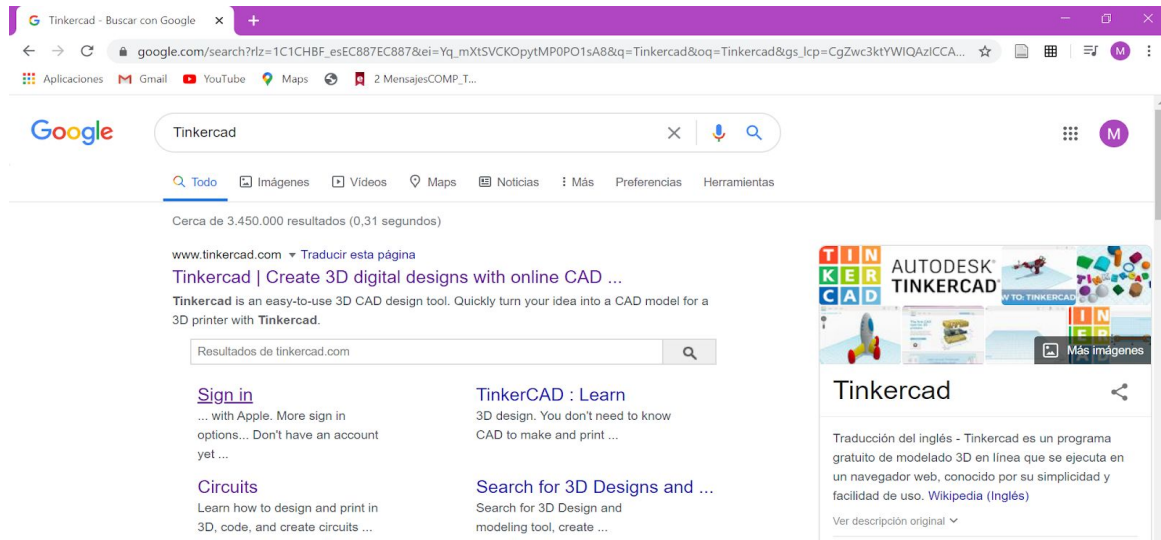 Tinkercad - Buscar con Google
google.com/search?rlz=1C1CHBF_esEC887EC887&ei=Yq_mXtSVCKOpytMPPO1sA8&q=Tinkercad&oq=Tinkercad&gs_lcp=CgZwc3ktYWIQAzICCA...
M
Aplicaciones Gmail YouTube Maps 2 MensajesCOMP_T...
Google Tinkercad M
Todo Imágenes Vídeos Maps Noticias Más Preferencias Herramientas
Cerca de 3.450.000 resultados (0,31 segundos)
www.tinkercad.com Traducir esta página
Tinkercad | Create 3D digital designs with online CAD ...
Tinkercad is an easy-to-use 3D CAD design tool. Quickly turn your idea into a CAD model for a
3D printer with Tinkercad.
Resultados de tinkercad.com
Sign in
... with Apple. More sign in
options... Don't have an account
yet ...
TinkerCAD : Learn
3D design. You don't need to know
CAD to make and print ...
Circuits
Learn how to design and print in
3D, code, and create circuits ...
Search for 3D Designs and ...
Search for 3D Design and
modeling tool, create ...
TIN
KER
CAD
AUTODESK
TINKERCAD
W TO: TINKERCAD
IN
ER
Más imágenes
Tinkercad
Traducción del inglés - Tinkercad es un programa
gratuito de modelado 3D en línea que se ejecuta en
un navegador web, conocido por su simplicidad y
facilidad de uso. Wikipedia (Inglés)
Ver descripción original